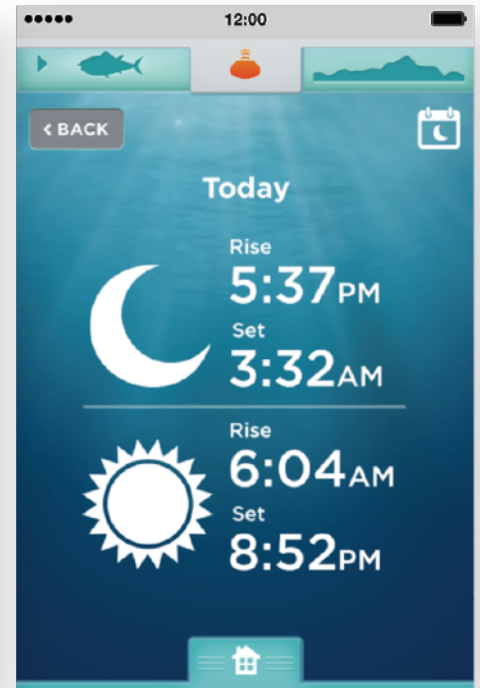 12:00
< BACK
Today
Rise
5:37PM
Set
3:32AM
Rise
6:04AM
Set
8:52PM